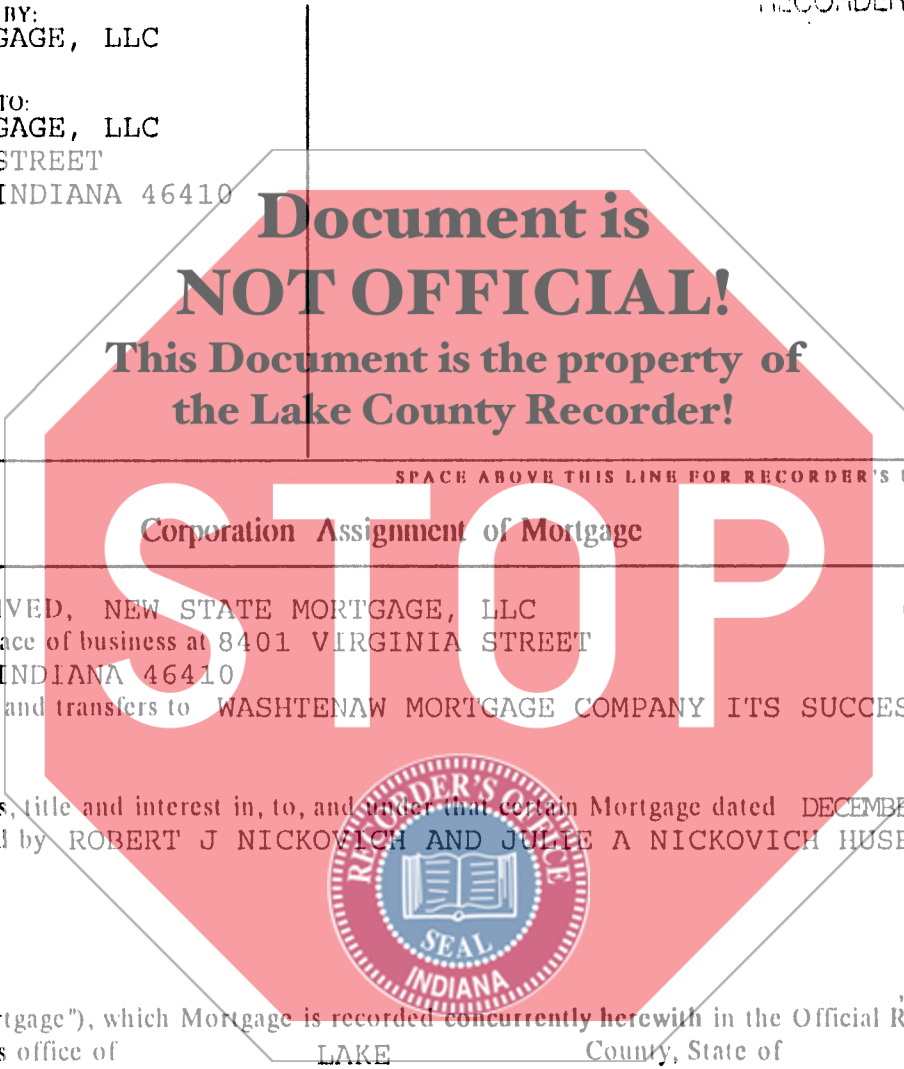 BY:
GAGE, LLC
TO:
GAGE, LLC
STREET
INDIANA 46410
Document is
NOT OFFICIAL!
This Document is the property of
the Lake County Recorder!
SPACE ABOVE THIS LINE FOR RECORDER'S
STOP
Corporation Assignment of Mortgage
VED, NEW STATE MORTGAGE, LLC
ace of business at 8401 VIRGINIA STREET
INDIANA 46410
and transfers to WASHTENAW MORTGAGE COMPANY ITS SUCCES
s, title and interest in, to, and under that certain Mortgage dated DECEMBE
d by ROBERT J NICKOVICH AND JULIE A NICKOVICH HUSB
RECORDER'S OFFICE
SEAL
INDIANA
tgage"), which Mortgage is recorded concurrently herewith in the Official R
s office of LAKE County, State of